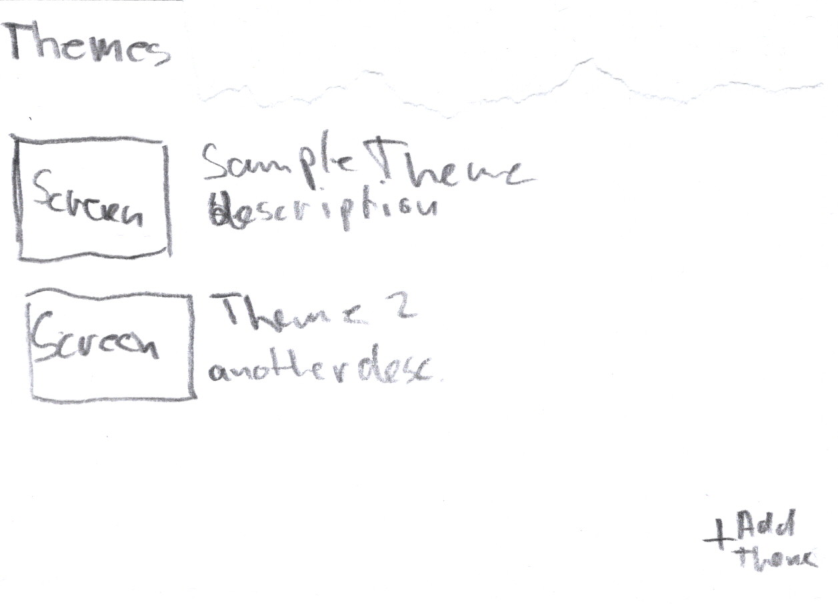 Themes
Screen
Sample Theme
description
Screen
Theme 2
another desc.
+ Add
Theme